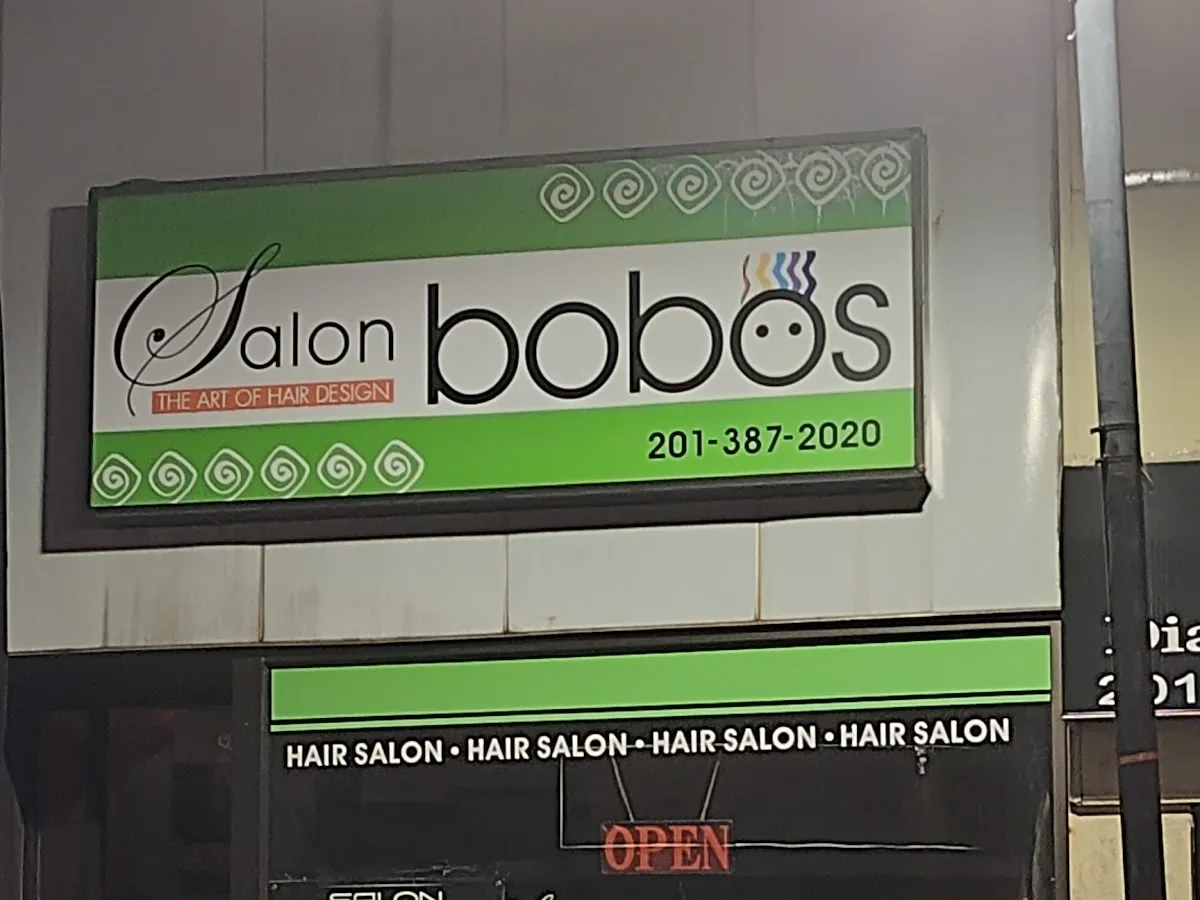 Salon bobos
THE ART OF HAIR DESIGN
201-387-2020
HAIR SALON • HAIR SALON • HAIR SALON • HAIR SALON
OPEN
SALON